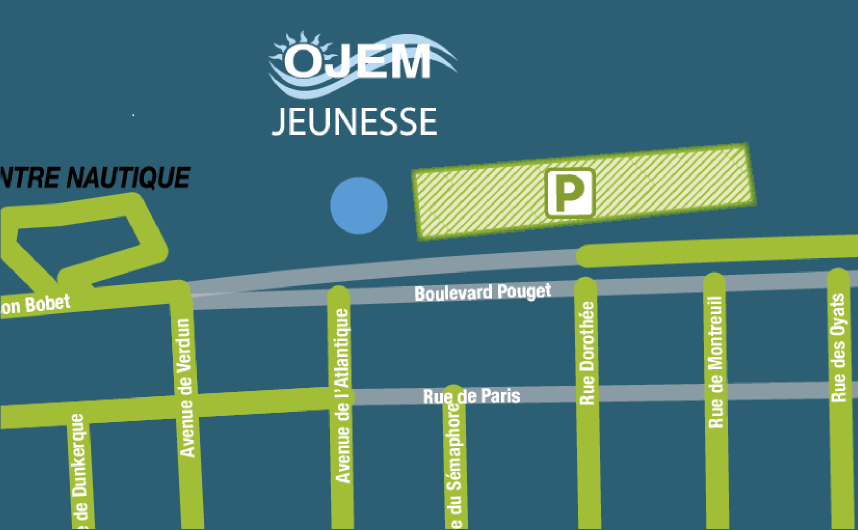 OJEM
JEUNESSE
NTRE NAUTIQUE
P
on Bobet
Boulevard Pouget
Avenue de Verdun
Avenue de l'Atlantique
Rue Dorothée
Rue de Montreuil
Rue des Oyats
Rue de Paris
e de Dunkerque
e du Sémaphore